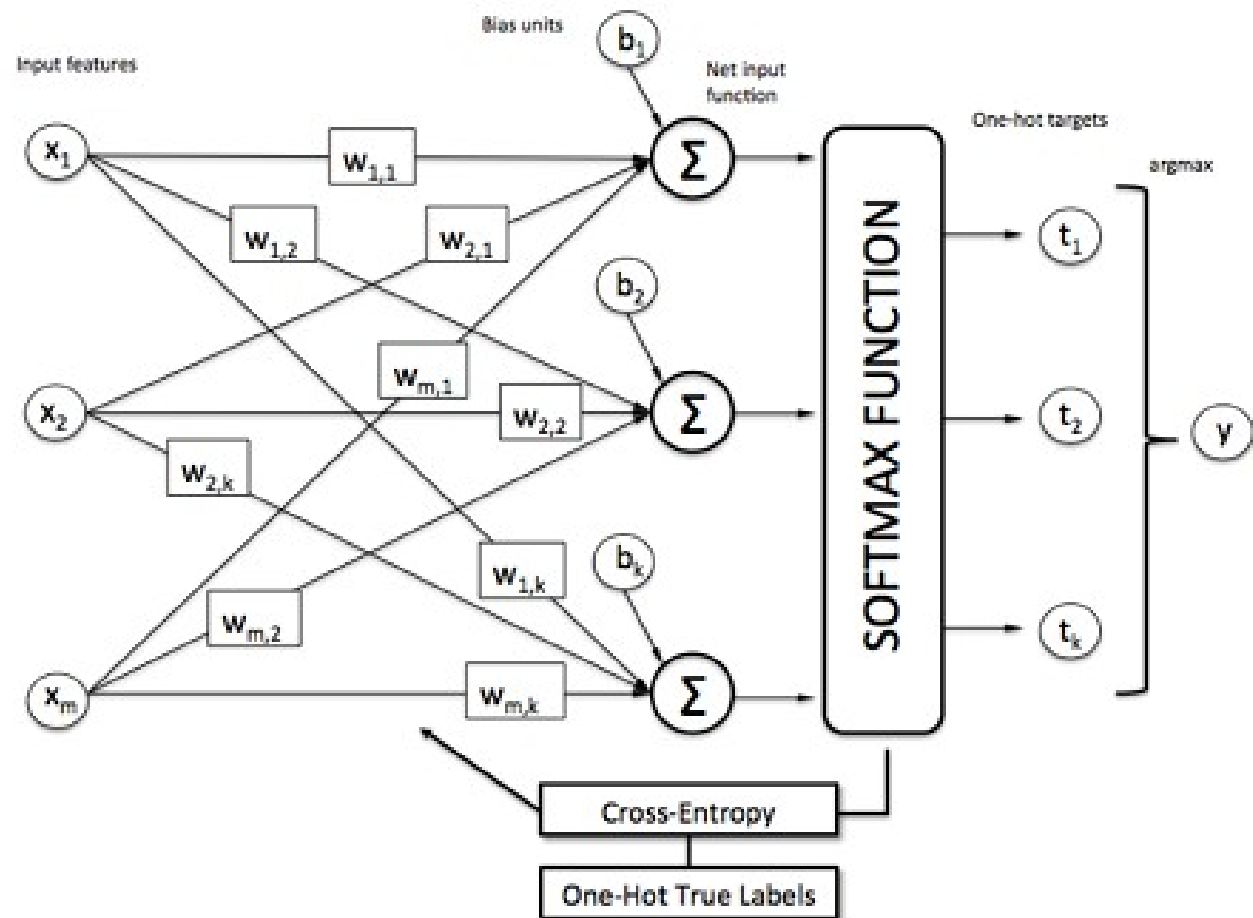 Bias units
b1
Input features
Net input
function
One-hot targets
x1
w1,1
Σ
argmax
w1,2
w2,1
t1
b2
wm,1
x2
w2,2
Σ
SOFTMAX FUNCTION
t2
y
w2,k
bk
w1,k
wm,2
tk
xm
wm,k
Σ
Cross-Entropy
One-Hot True Labels